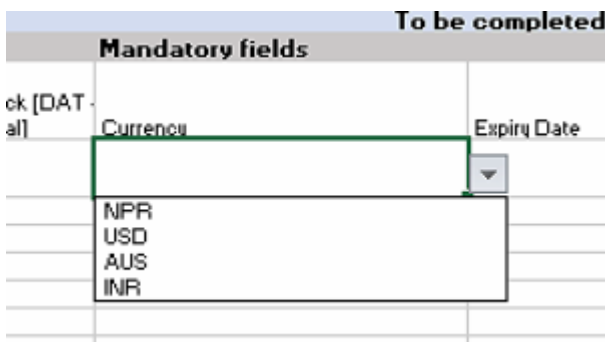 To be completed
Mandatory fields
ck [DAT -
al]
Currency
Expiry Date
NPR
USD
AUS
INR